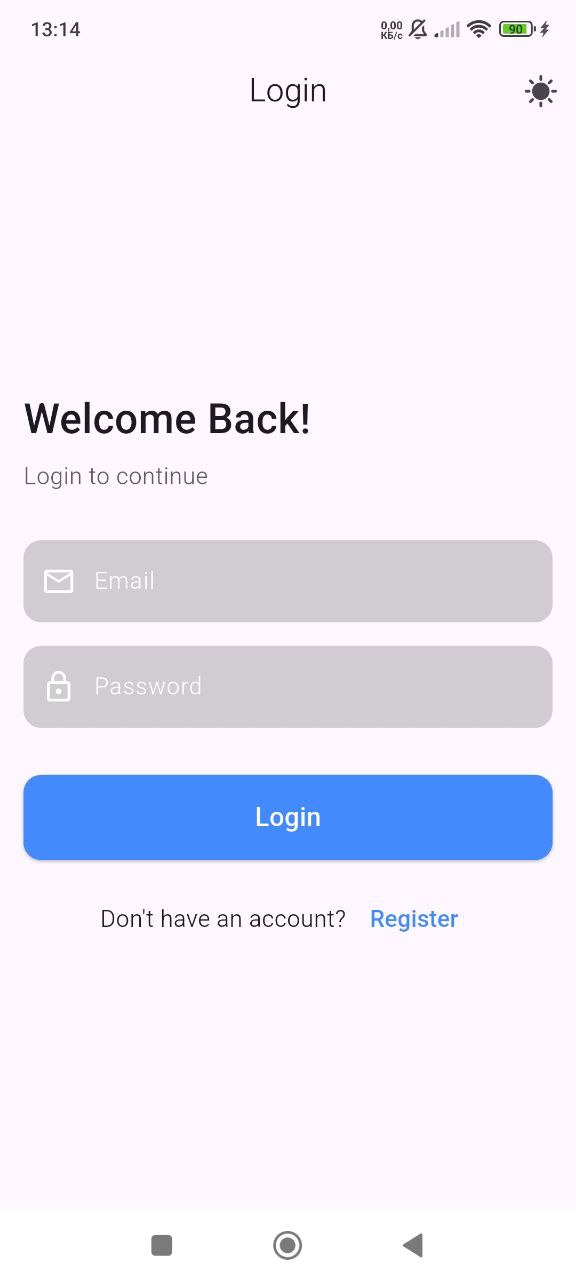 13:14
0,00
КБ/с
90
Login
Welcome Back!
Login to continue
Email
Password
Login
Don't have an account? Register